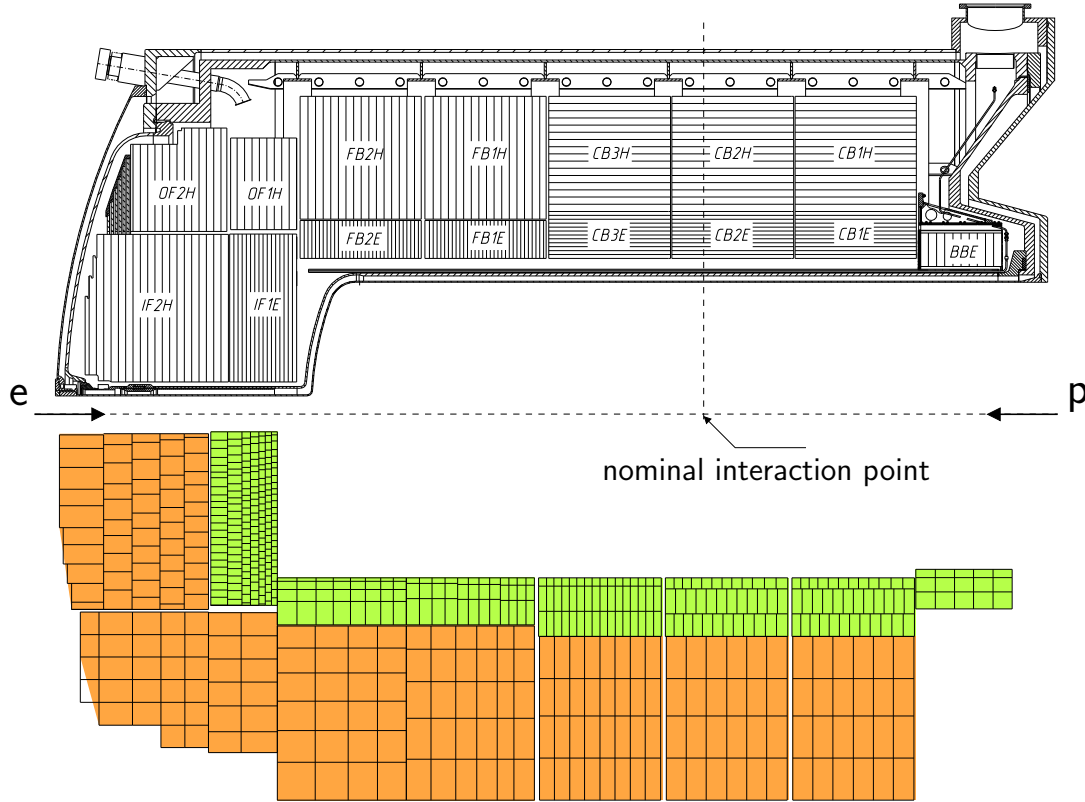 FB2H FB1H CB3H CB2H CB1H
OF2H OF1H
FB2E FB1E CB3E CB2E CB1E
BBE
IF2H IF1E
e p
nominal interaction point